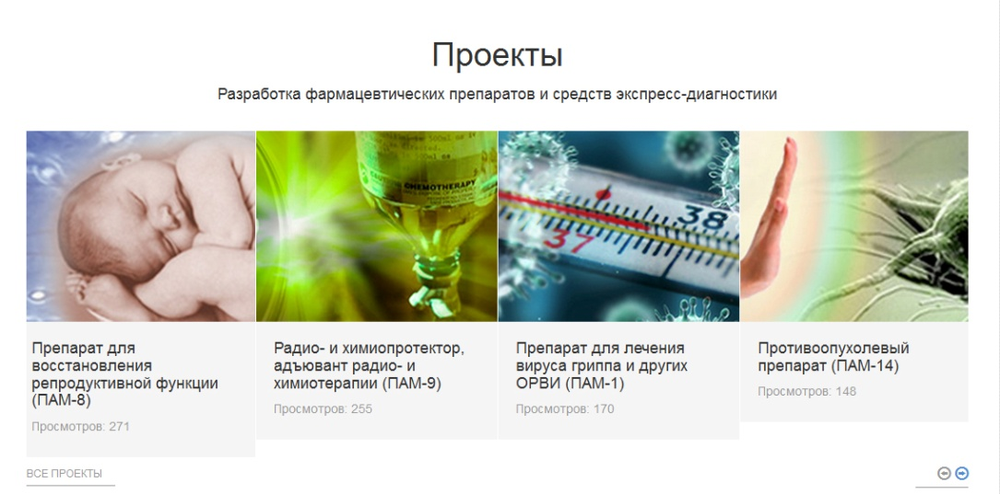 Проекты
Разработка фармацевтических препаратов и средств экспресс-диагностики
CHEMOTHERAPY
38
37
Препарат для
восстановления
репродуктивной функции
(ПАМ-8)
Просмотров: 271
Радио- и химиопротектор,
адъювант радио- и
химиотерапии (ПАМ-9)
Просмотров: 255
Препарат для лечения
вируса гриппа и других
ОРВИ (ПАМ-1)
Просмотров: 170
Противоопухолевый
препарат (ПАМ-14)
Просмотров: 148
ВСЕ ПРОЕКТЫ